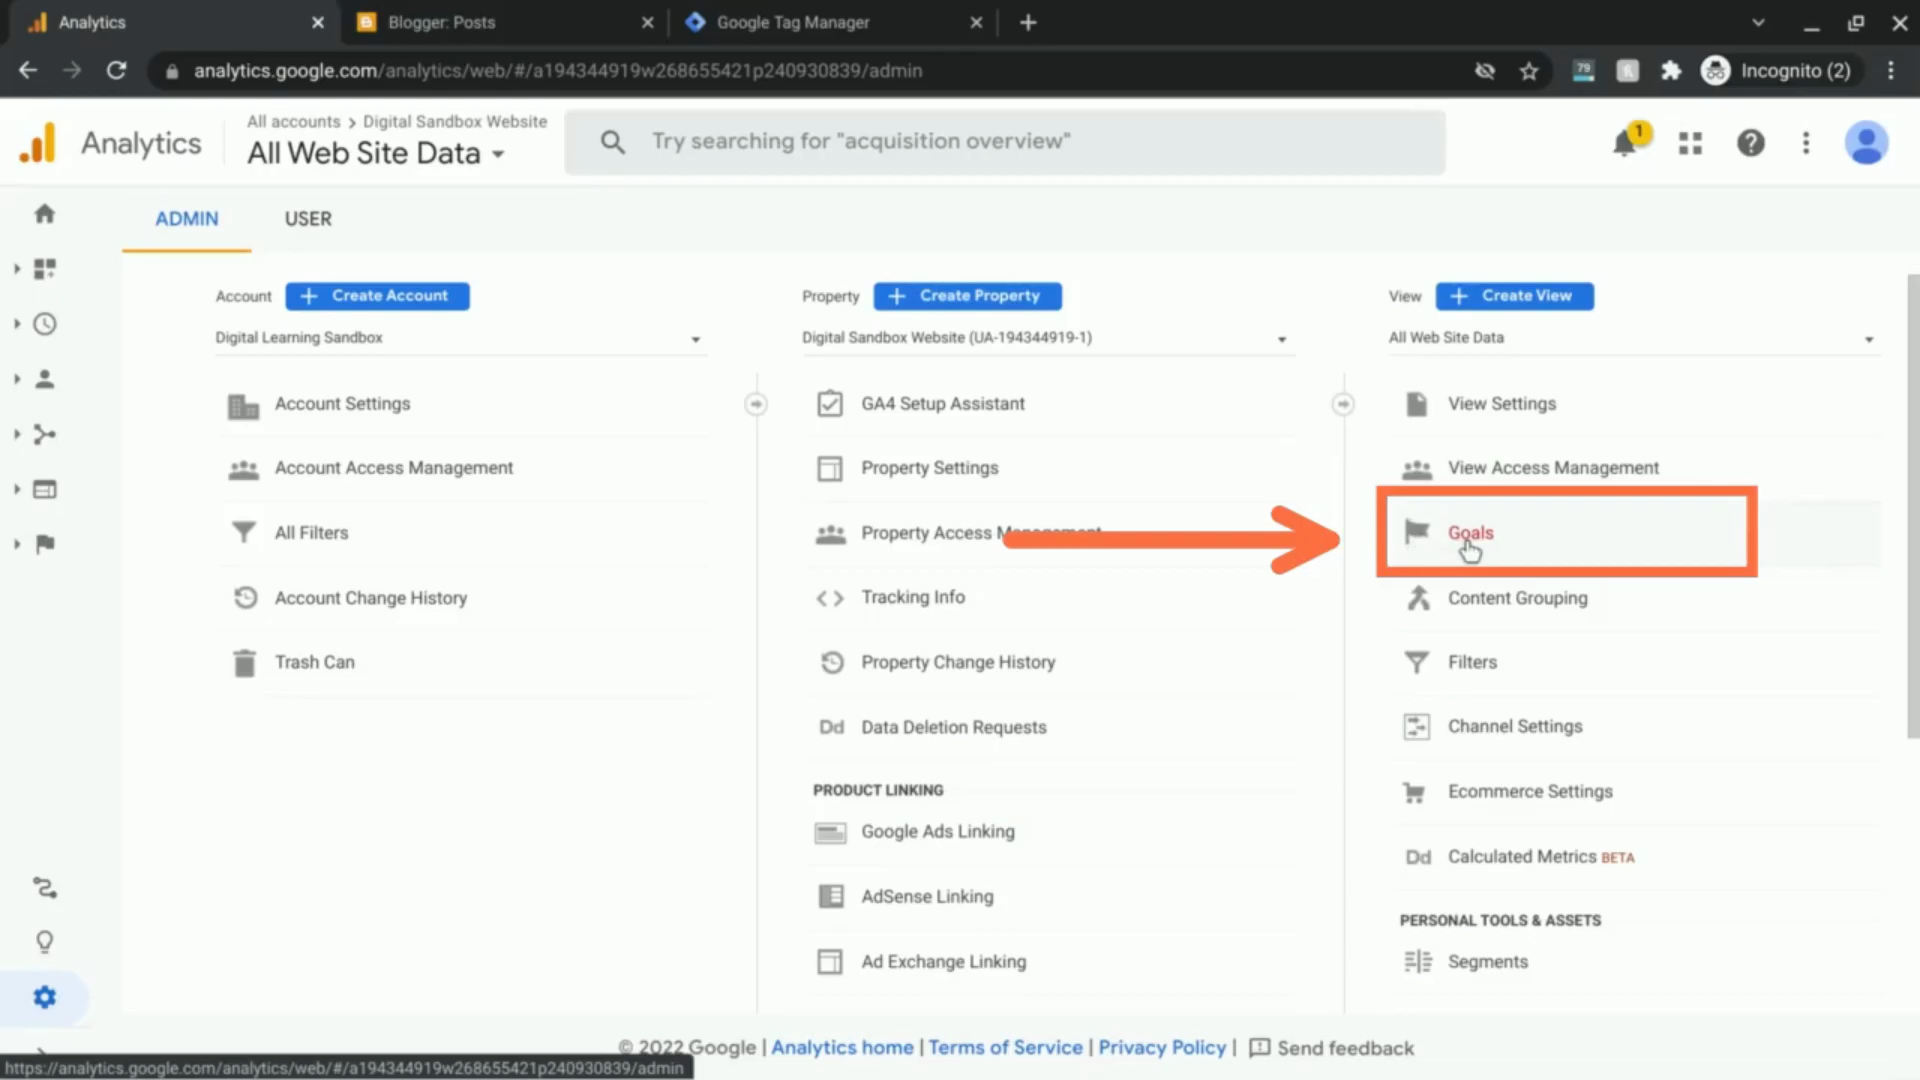 Analytics
Blogger: Posts
Google Tag Manager
analytics.google.com/analytics/web/#/a194344919w268655421p240930839/admin
79
Incognito (2)
Analytics
All accounts > Digital Sandbox Website
All Web Site Data
Try searching for "acquisition overview"
1
ADMIN
USER
Account
+ Create Account
Digital Learning Sandbox
Account Settings
Account Access Management
All Filters
Account Change History
Trash Can
Property
+ Create Property
Digital Sandbox Website (UA-194344919-1)
GA4 Setup Assistant
Property Settings
Property Access Management
Tracking Info
Property Change History
Dd Data Deletion Requests
PRODUCT LINKING
Google Ads Linking
AdSense Linking
Ad Exchange Linking
View
+ Create View
All Web Site Data
View Settings
View Access Management
Goals
Content Grouping
Filters
Channel Settings
Ecommerce Settings
Dd Calculated Metrics BETA
PERSONAL TOOLS & ASSETS
Segments
© 2022 Google | Analytics home | Terms of Service | Privacy Policy | Send feedback
https://analytics.google.com/analytics/web/#/a194344919w268655421p240930839/admin